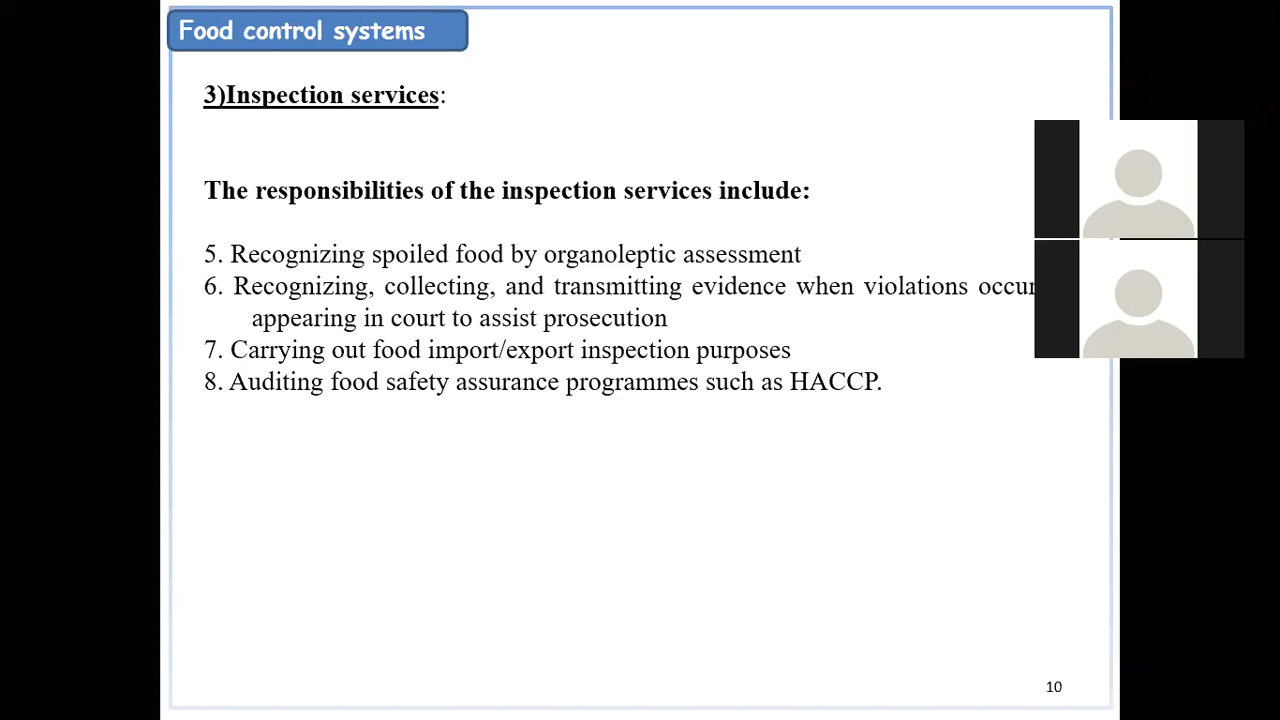 Food control systems
3)Inspection services:
The responsibilities of the inspection services include:
5. Recognizing spoiled food by organoleptic assessment
6. Recognizing, collecting, and transmitting evidence when violations occur
appearing in court to assist prosecution
7. Carrying out food import/export inspection purposes
8. Auditing food safety assurance programmes such as HACCP.
10